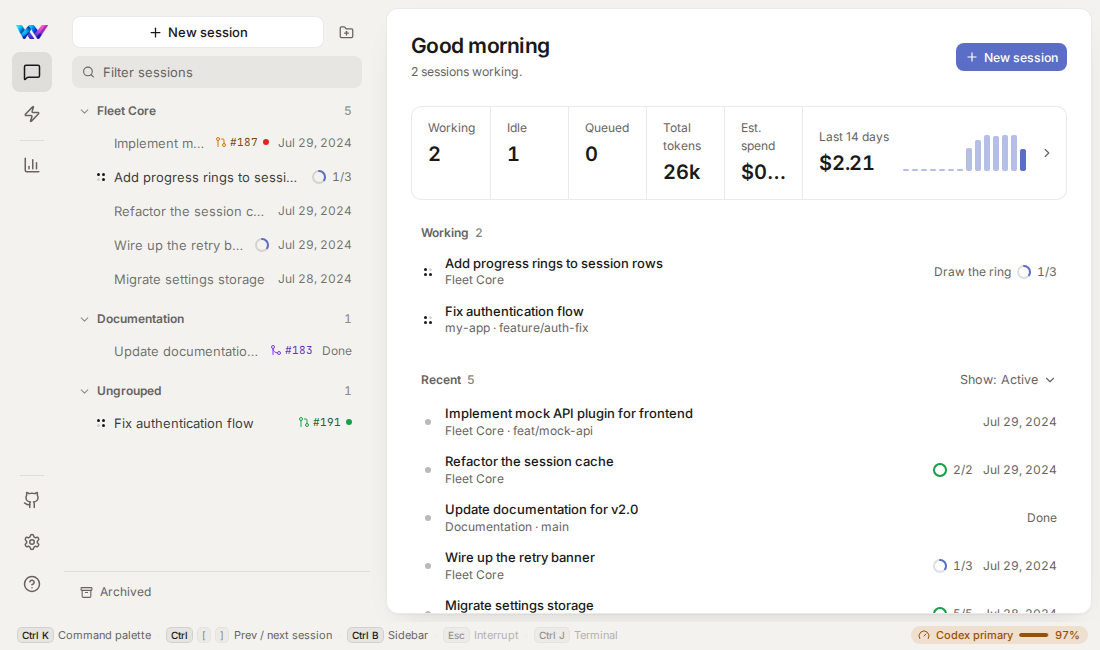 New session
Filter sessions
Fleet Core 5
Implement m... #187 Jul 29, 2024
Add progress rings to sessi... 1/3
Refactor the session c... Jul 29, 2024
Wire up the retry b... Jul 29, 2024
Migrate settings storage Jul 28, 2024
Documentation 1
Update documentatio... #183 Done
Ungrouped 1
Fix authentication flow #191
Archived
Good morning
2 sessions working.
New session
Working
2
Idle
1
Queued
0
Total
tokens
26k
Est.
spend
$0...
Last 14 days
$2.21
Working 2
Add progress rings to session rows
Fleet Core
Draw the ring 1/3
Fix authentication flow
my-app · feature/auth-fix
Recent 5
Show: Active
Implement mock API plugin for frontend
Fleet Core · feat/mock-api
Jul 29, 2024
Refactor the session cache
Fleet Core
2/2 Jul 29, 2024
Update documentation for v2.0
Documentation · main
Done
Wire up the retry banner
Fleet Core
1/3 Jul 29, 2024
Migrate settings storage
5/5 Jul 28, 2024
Ctrl K Command palette Ctrl [ ] Prev / next session Ctrl B Sidebar Esc Interrupt Ctrl J Terminal
Codex primary 97%